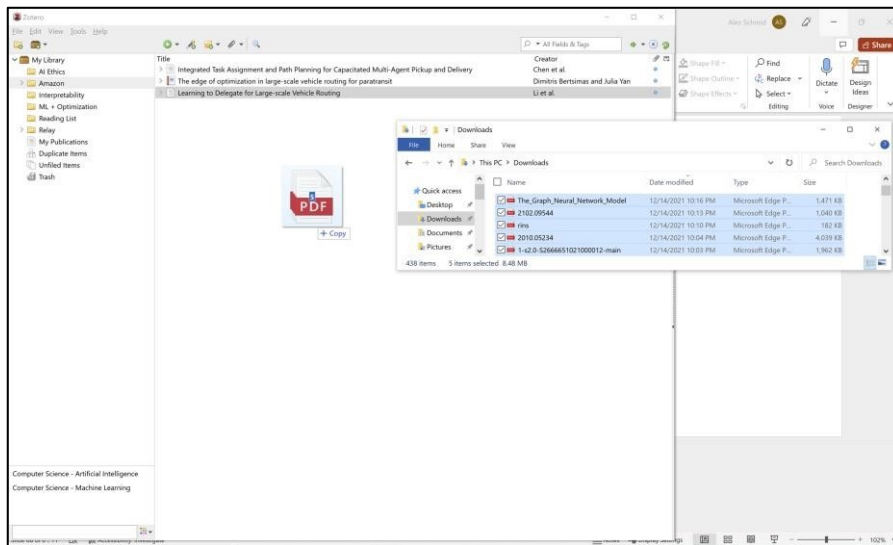 Zotero
File Edit View Tools Help
All Fields & Tags
My Library
AI Ethics
Amazon
Interpretability
ML + Optimization
Reading List
Relay
My Publications
Duplicate Items
Unfiled Items
Trash
Title Creator
Integrated Task Assignment and Path Planning for Capacitated Multi-Agent Pickup and Delivery Chen et al.
The edge of optimization in large-scale vehicle routing for paratransit Dimitris Bertsimas and Julia Yan
Learning to Delegate for Large-scale Vehicle Routing Li et al.
PDF
+ Copy
Computer Science - Artificial Intelligence
Computer Science - Machine Learning
Alex Schmid AS
Share
Shape Fill
Shape Outline
Shape Effects
Find
Replace
Select
Editing
Dictate
Voice
Design
Ideas
Designer
Downloads
File Home Share View
This PC > Downloads
Search Downloads
Quick access
Desktop
Downloads
Documents
Pictures
Name Date modified Type Size
The_Graph_Neural_Network_Model 12/14/2021 10:16 PM Microsoft Edge P... 1,471 KB
2102.09544 12/14/2021 10:13 PM Microsoft Edge P... 1,040 KB
rins 12/14/2021 10:10 PM Microsoft Edge P... 182 KB
2010.05234 12/14/2021 10:04 PM Microsoft Edge P... 4,039 KB
1-s2.0-S2666651021000012-main 12/14/2021 10:03 PM Microsoft Edge P... 1,962 KB
438 items 5 items selected 8.48 MB
102%